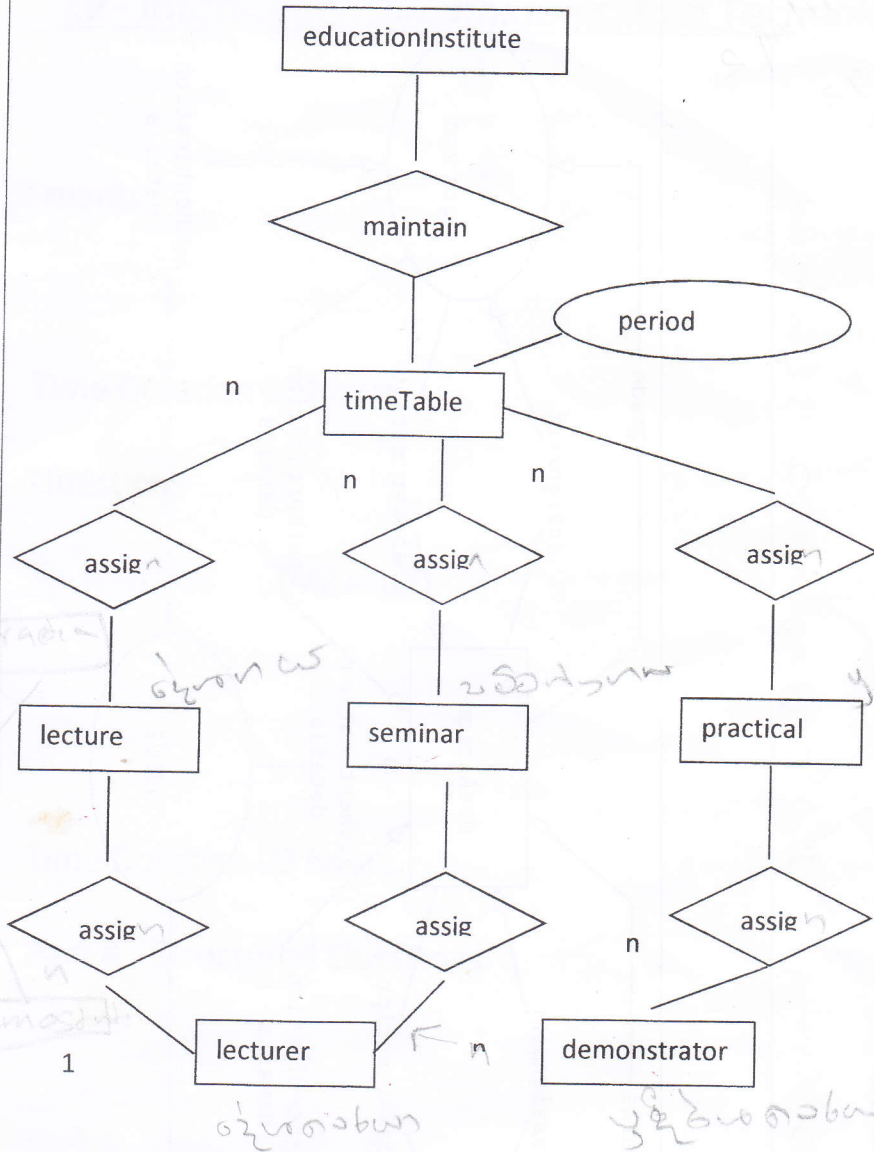 educationInstitute
maintain
period
n
timeTable
n
n
assign
assign
assign
lecture
seminar
practical
assign
assig
assign
n
n
lecturer
n
demonstrator
1